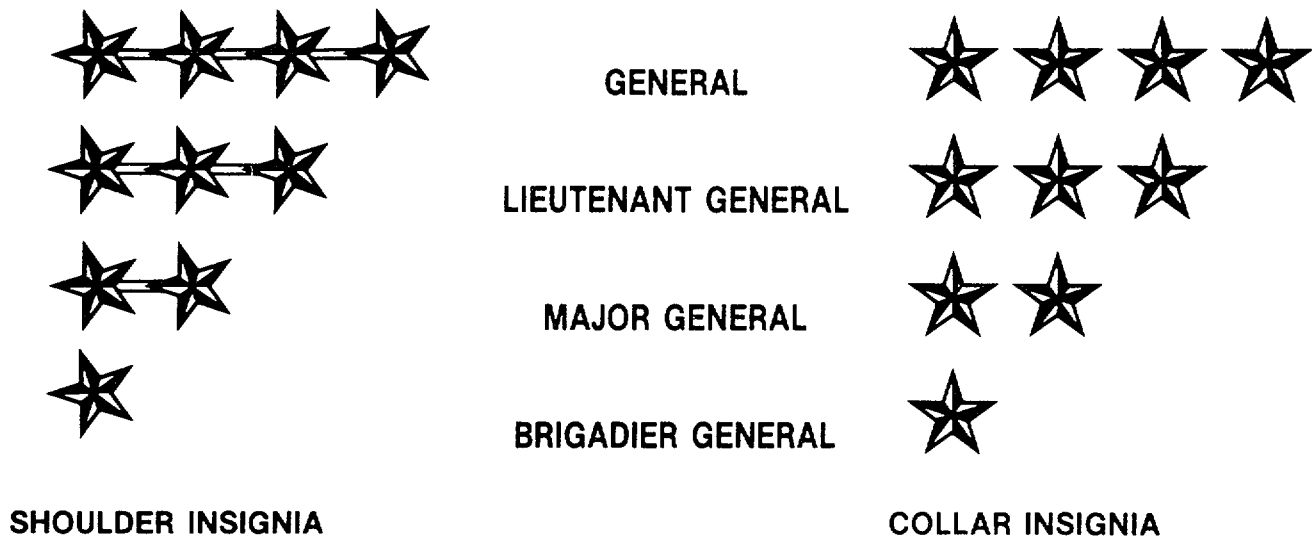 GENERAL
LIEUTENANT GENERAL
MAJOR GENERAL
BRIGADIER GENERAL
SHOULDER INSIGNIA
COLLAR INSIGNIA